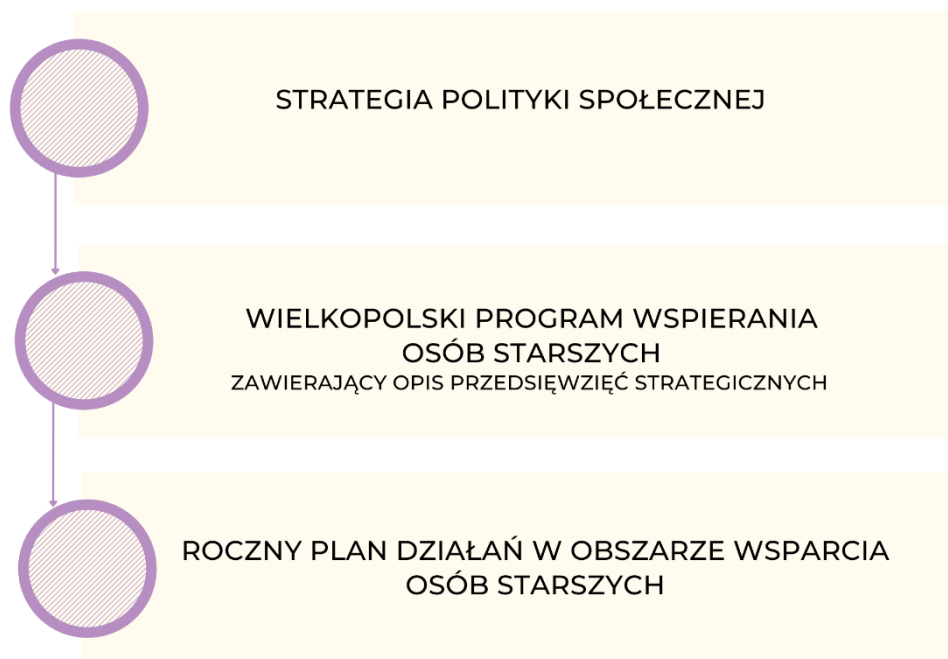 STRATEGIA POLITYKI SPOŁECZNEJ
WIELKOPOLSKI PROGRAM WSPIERANIA
OSÓB STARSZYCH
ZAWIERAJĄCY OPIS PRZEDSIĘWZIĘĆ STRATEGICZNYCH
ROCZNY PLAN DZIAŁAŃ W OBSZARZE WSPARCIA
OSÓB STARSZYCH